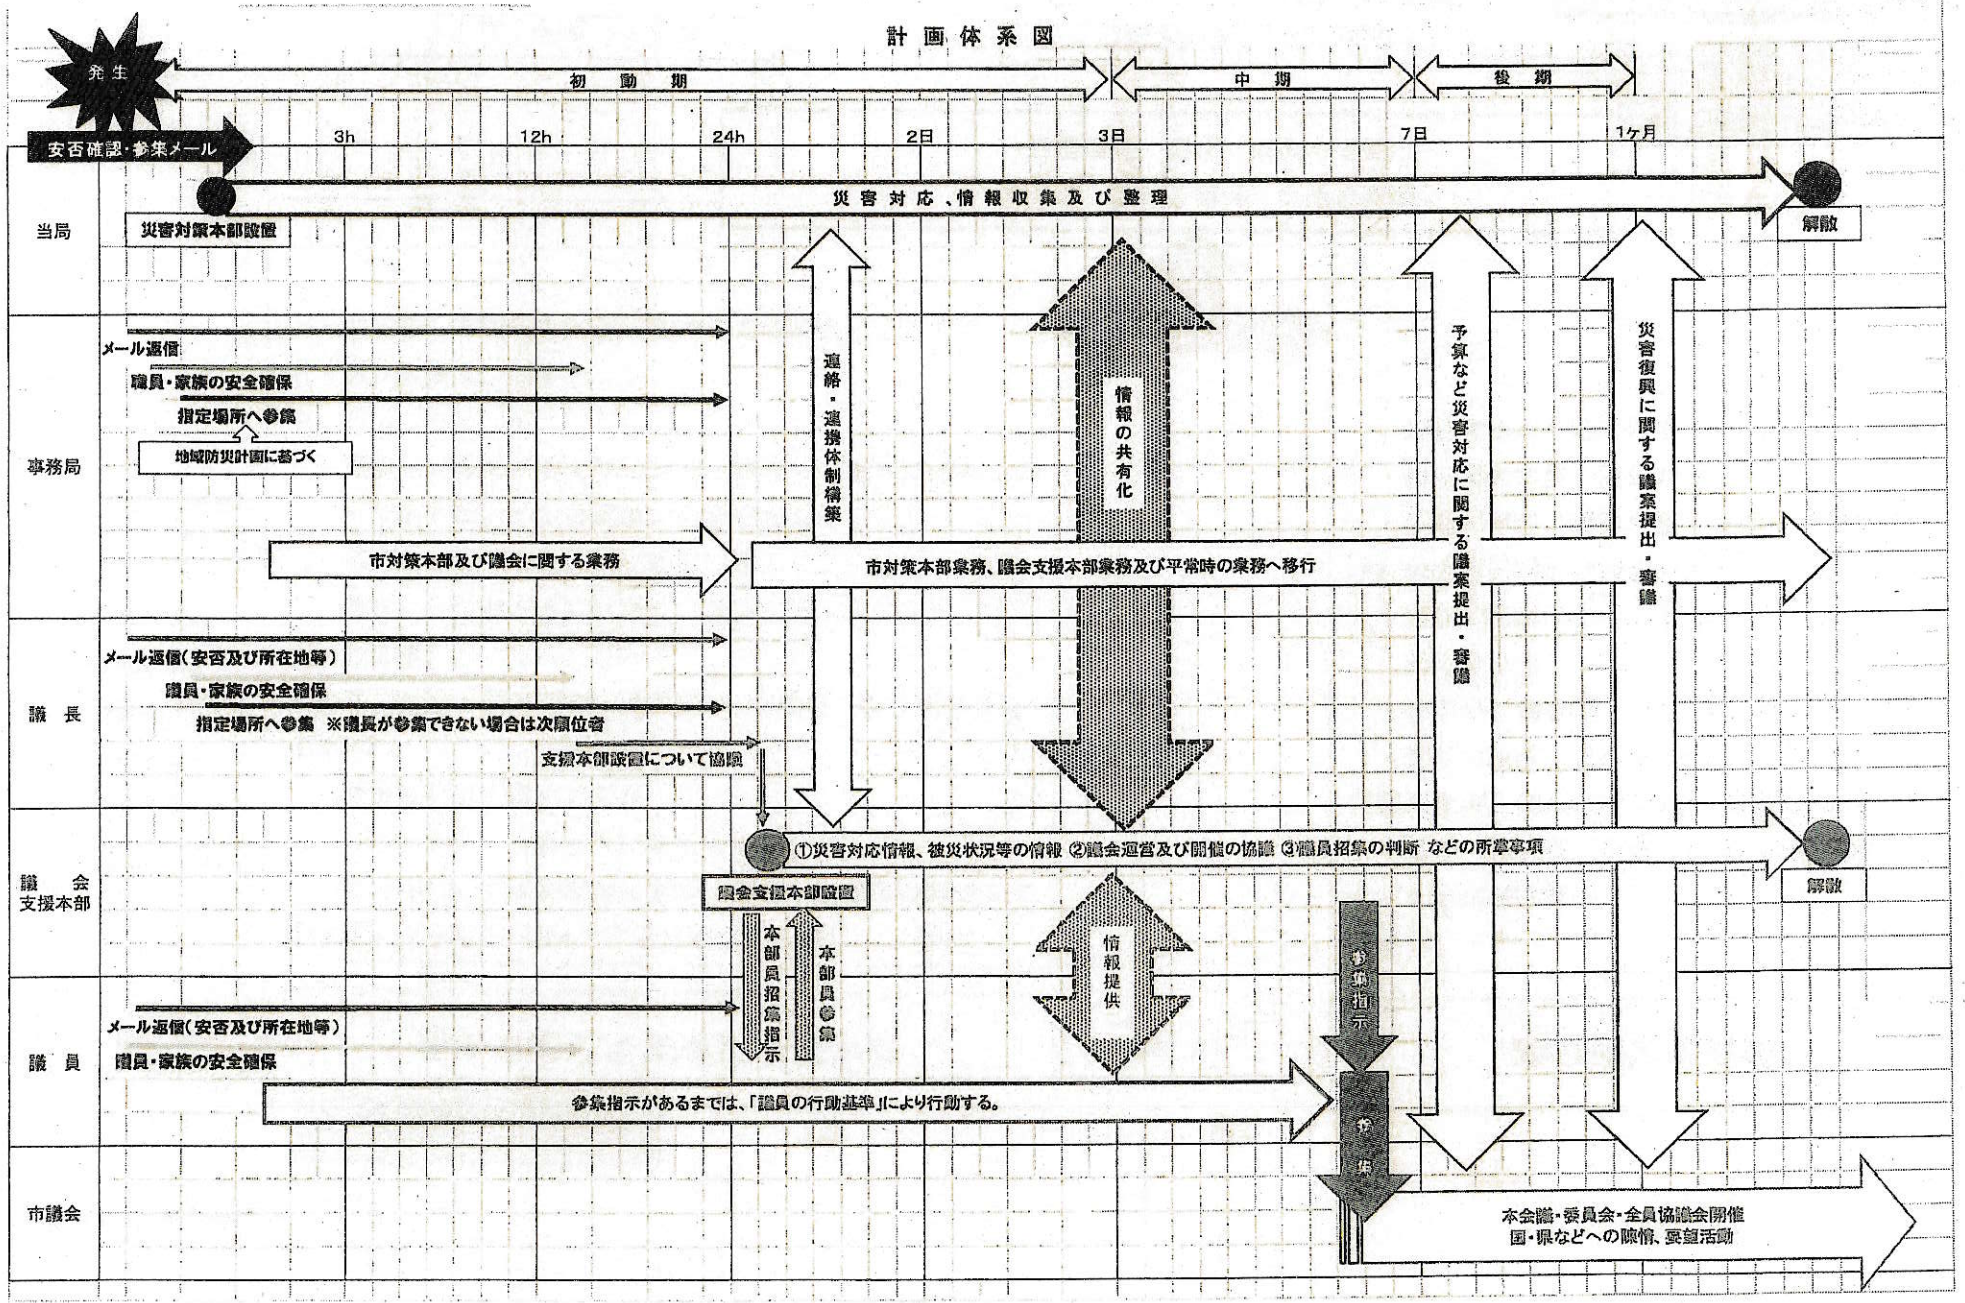 計画体系図
発生
初動期
中期
後期
安否確認・参集メール
3h
12h
24h
2日
3日
7日
1ヶ月
当局
災害対応、情報収集及び整理
災害対策本部設置
解散
事務局
メール返信
職員・家族の安全確保
指定場所へ参集
地域防災計画に基づく
連絡・連携体制構築
情報の共有化
予算など災害対応に関する議案提出・審議
災害復興に関する議案提出・審議
市対策本部及び議会に関する業務
市対策本部業務、議会支援本部業務及び平常時の業務へ移行
議長
メール返信(安否及び所在地等)
議員・家族の安全確保
指定場所へ参集 ※議長が参集できない場合は次順位者
支援本部設置について協議
議会
支援本部
①災害対応情報、被災状況等の情報 ②議会運営及び開催の協議 ③議員招集の判断 などの所掌事項
議会支援本部設置
解散
本部員招集指示
本部員参集
情報提供
参集指示
議員
メール返信(安否及び所在地等)
議員・家族の安全確保
参集指示があるまでは、「議員の行動基準」により行動する。
市議会
本会議・委員会・全員協議会開催
国・県などへの陳情、要望活動